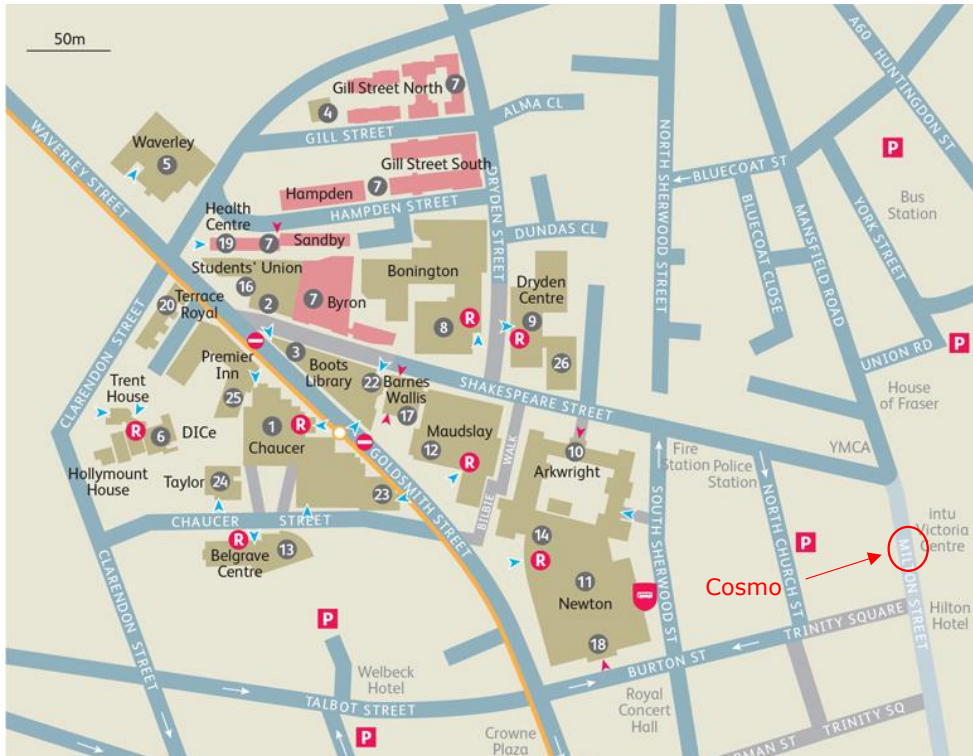 50m
Gill Street North
7
4
ALMA CL
GILL STREET
A60 HUNTINGDON STREET
Waverley
5
WAVERLEY STREET
Gill Street South
Hampden
7
HAMPDEN STREET
DRYDEN STREET
NORTH SHERWOOD STREET
BLUECOAT ST
P
Bus
Station
YORK STREET
MANSFIELD ROAD
BLUECOAT CLOSE
Health
Centre
19
7
Sandby
DUNDAS CL
Students' Union
16
2
7
Byron
Bonington
8
R
Dryden
Centre
9
R
26
20
Terrace
Royal
CLARENDON STREET
3
Boots
Library
22
Barnes
Wallis
17
SHAKESPEARE STREET
UNION RD
P
House
of Fraser
Premier
Inn
25
Trent
House
R
6
DICe
Hollymount
House
1
R
Chaucer
Maudslay
12
R
BILBIE WALK
10
Arkwright
Fire
Station
Police
Station
YMCA
Taylor
24
23
GOLDSMITH STREET
CHAUCER STREET
R
Belgrave
Centre
13
14
R
11
Newton
18
SOUTH SHERWOOD ST
NORTH CHURCH ST
P
intu
Victoria
Centre
MILTON STREET
Cosmo
Hilton
Hotel
TRINITY SQUARE
BURTON ST
CLARENDON STREET
P
Welbeck
Hotel
TALBOT STREET
P
Crowne
Plaza
Royal
Concert
Hall
TRINITY SQ